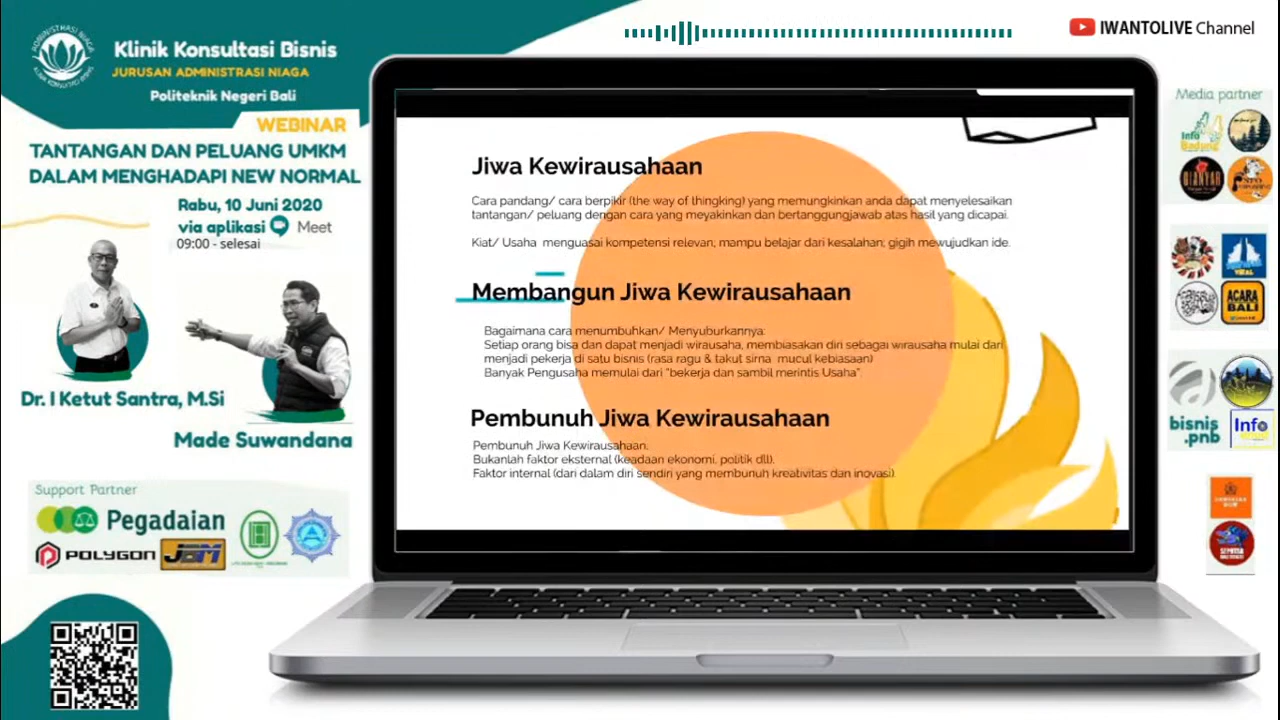 Klinik Konsultasi Bisnis
JURUSAN ADMINISTRASI NIAGA
Politeknik Negeri Bali
WEBINAR
TANTANGAN DAN PELUANG UMKM
DALAM MENGHADAPI NEW NORMAL
Rabu, 10 Juni 2020
via aplikasi Meet
09:00 - selesai
Dr. I Ketut Santra, M.Si
Made Suwandana
Support Partner
Pegadaian
POLYGON
JBM
IWANTOLIVE Channel
Jiwa Kewirausahaan
Cara pandang/ cara berpikir (the way of thingking) yang memungkinkan anda dapat menyelesaikan
tantangan/ peluang dengan cara yang meyakinkan dan bertanggungjawab atas hasil yang dicapai.
Kiat/ Usaha menguasai kompetensi relevan; mampu belajar dari kesalahan; gigih mewujudkan ide.
Membangun Jiwa Kewirausahaan
Bagaimana cara menumbuhkan/ Menyuburkannya:
Setiap orang bisa dan dapat menjadi wirausaha, membiasakan diri sebagai wirausaha mulai dari
menjadi pekerja di satu bisnis (rasa ragu & takut sirna mucul kebiasaan)
Banyak Pengusaha memulai dari "bekerja dan sambil merintis Usaha".
Pembunuh Jiwa Kewirausahaan
Pembunuh Jiwa Kewirausahaan:
Bukanlah faktor eksternal (keadaan ekonomi, politik dll).
Faktor internal (dari dalam diri sendiri yang membunuh kreativitas dan inovasi).
Media partner
Info
Badung
GIANYAR
VIRAL
ACARA
BALI
bisnis
.pnb
Info